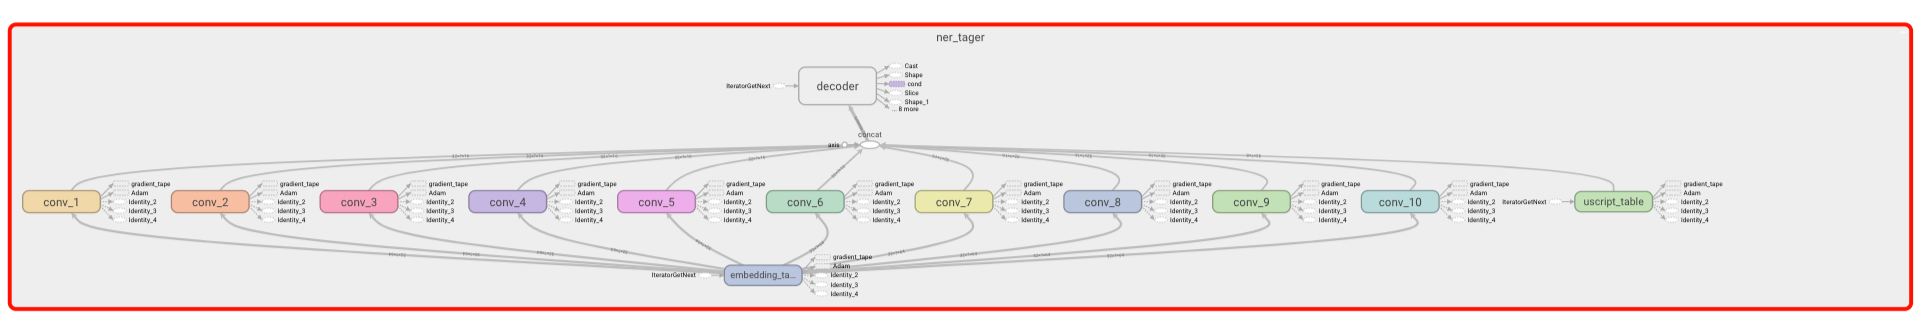 ner_tager
decoder
IteratorGetNext
Cast
Shape
cond
Slice
Shape_1
... 8 more
concat
axis
conv_1
gradient_tape
Adam
Identity_2
Identity_3
Identity_4
conv_2
gradient_tape
Adam
Identity_2
Identity_3
Identity_4
conv_3
gradient_tape
Adam
Identity_2
Identity_3
Identity_4
conv_4
gradient_tape
Adam
Identity_2
Identity_3
Identity_4
conv_5
gradient_tape
Adam
Identity_2
Identity_3
Identity_4
conv_6
gradient_tape
Adam
Identity_2
Identity_3
Identity_4
conv_7
gradient_tape
Adam
Identity_2
Identity_3
Identity_4
conv_8
gradient_tape
Adam
Identity_2
Identity_3
Identity_4
conv_9
gradient_tape
Adam
Identity_2
Identity_3
Identity_4
conv_10
gradient_tape
Adam
Identity_2
Identity_3
Identity_4
IteratorGetNext
uscript_table
gradient_tape
Adam
Identity_2
Identity_3
Identity_4
IteratorGetNext
embedding_ta...
gradient_tape
Adam
Identity_2
Identity_3
Identity_4